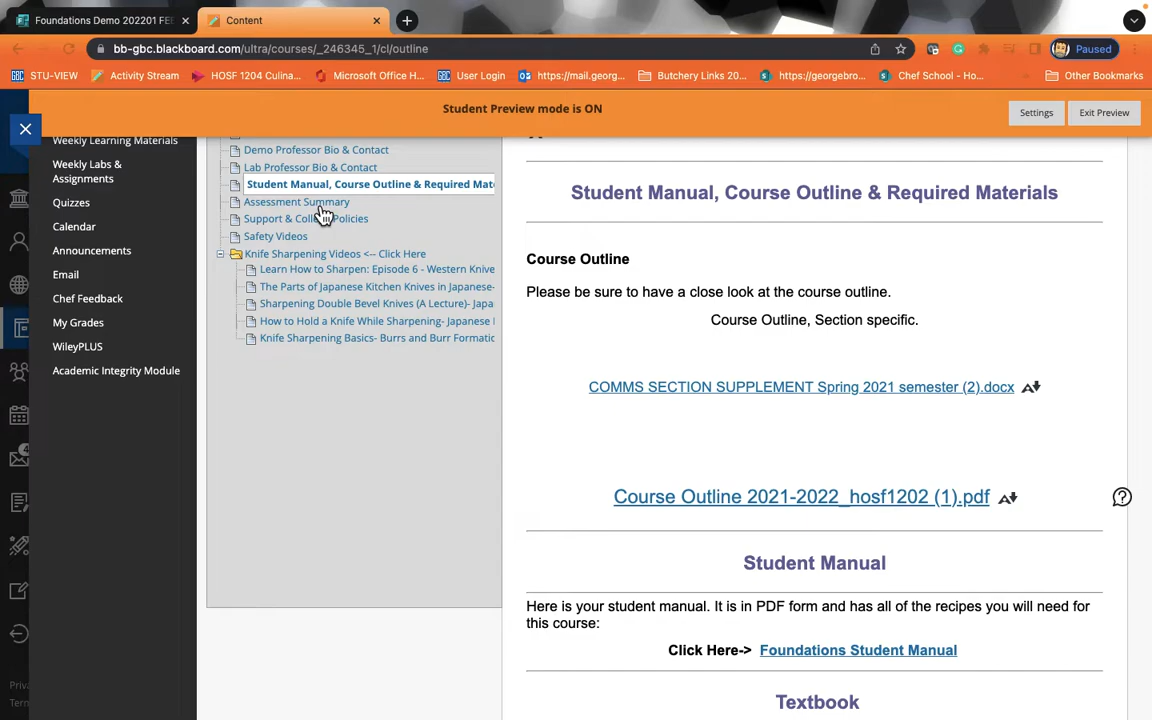 Foundations Demo 202201 FEE
Content
bb-gbc.blackboard.com/ultra/courses/_246345_1/cl/outline
Paused
GBC STU-VIEW
Activity Stream
HOSF 1204 Culina...
Microsoft Office H...
GBC User Login
https://mail.georg...
Butchery Links 20...
https://georgebro...
Chef School - Ho...
Other Bookmarks
Student Preview mode is ON
Settings
Exit Preview
Weekly Learning Materials
Weekly Labs &
Assignments
Quizzes
Calendar
Announcements
Email
Chef Feedback
My Grades
WileyPLUS
Academic Integrity Module
Demo Professor Bio & Contact
Lab Professor Bio & Contact
Student Manual, Course Outline & Required Mate
Assessment Summary
Support & Coll Policies
Safety Videos
Knife Sharpening Videos <-- Click Here
Learn How to Sharpen: Episode 6 - Western Knive
The Parts of Japanese Kitchen Knives in Japanese-
Sharpening Double Bevel Knives (A Lecture)- Japa
How to Hold a Knife While Sharpening- Japanese
Knife Sharpening Basics- Burrs and Burr Formatic
Student Manual, Course Outline & Required Materials
Course Outline
Please be sure to have a close look at the course outline.
Course Outline, Section specific.
COMMS SECTION SUPPLEMENT Spring 2021 semester (2).docx
Course Outline 2021-2022_hosf1202 (1).pdf
Student Manual
Here is your student manual. It is in PDF form and has all of the recipes you will need for
this course:
Click Here-> Foundations Student Manual
Textbook
Priva
Term